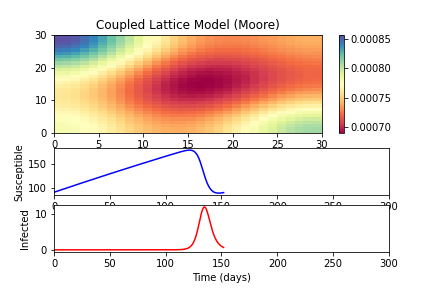 Coupled Lattice Model (Moore)
30
20
10
0
0 5 10 15 20 25 30
0.00085
0.00080
0.00075
0.00070
Susceptible
150
100
0 50 100 150 200 250 300
Infected
10
0
0 50 100 150 200 250 300
Time (days)